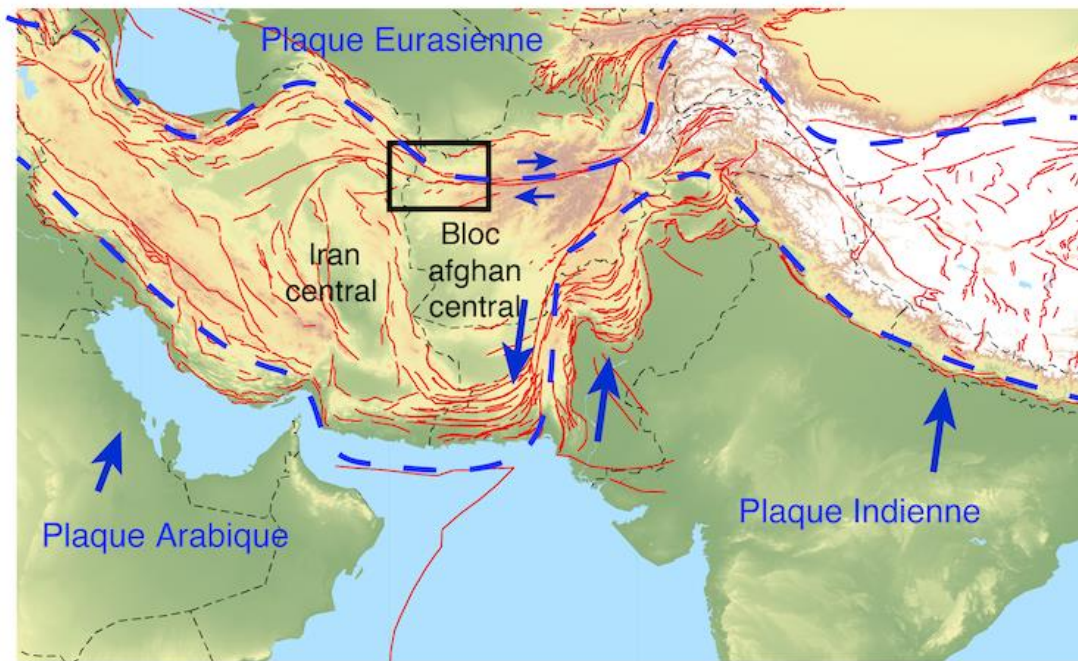 Plaque Eurasienne
Iran
central
Bloc
afghan
central
Plaque Arabique
Plaque Indienne